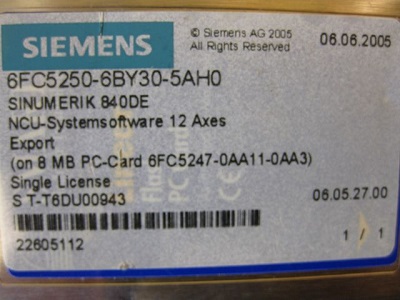 SIEMENS
© Siemens AG 2005
All Rights Reserved
06.06.2005
6FC5250-6BY30-5AH0
SINUMERIK 840DE
NCU-Systemsoftware 12 Axes
Export
(on 8 MB PC-Card 6FC5247-0AA11-0AA3)
Single License
S T-T6DU00943
06.05.27.00
22605112
1 / 1